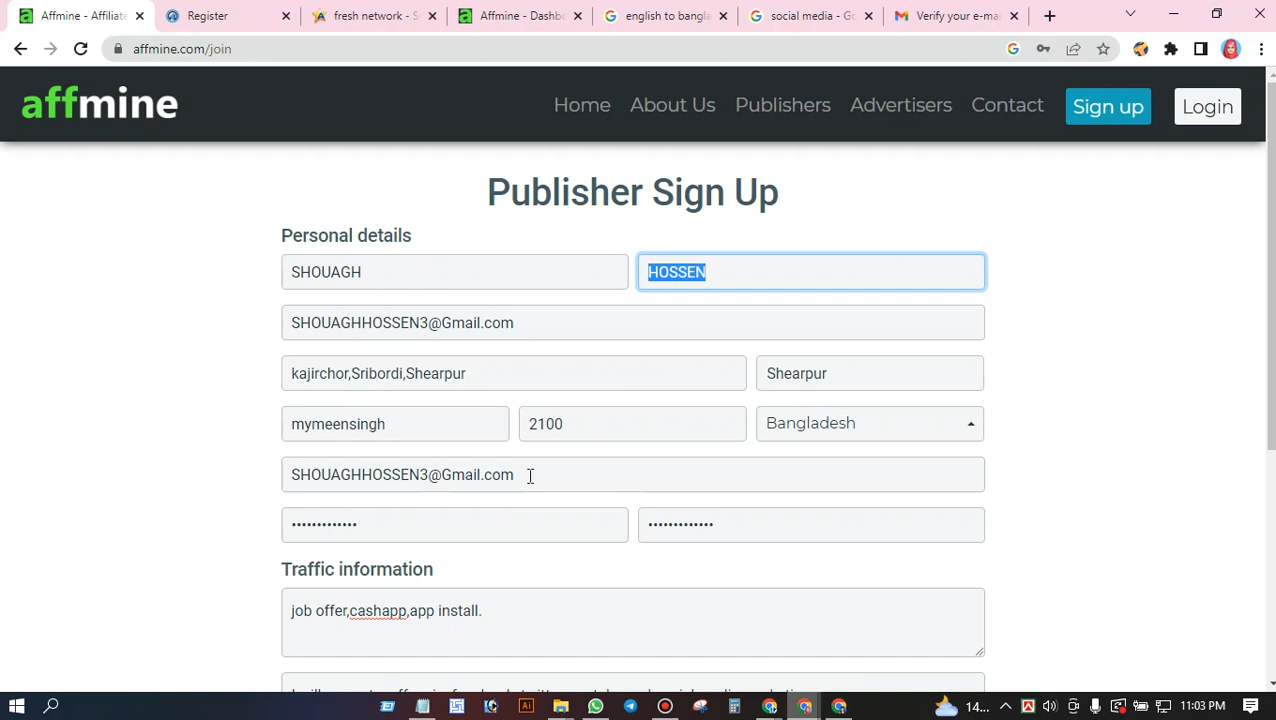 Affmine - Affiliate
Register
fresh network - S
Affmine - Dashbo
english to bangla
social media - Go
Verify your e-ma
affmine.com/join
affmine
Home
About Us
Publishers
Advertisers
Contact
Sign up
Login
Publisher Sign Up
Personal details
SHOUAGH
HOSSEN
SHOUAGHHOSSEN3@Gmail.com
kajirchor,Sribordi,Shearpur
Shearpur
mymeensingh
2100
Bangladesh
SHOUAGHHOSSEN3@Gmail.com
•••••••••••••
•••••••••••••
Traffic information
job offer,cashapp,app install.
14...
11:03 PM